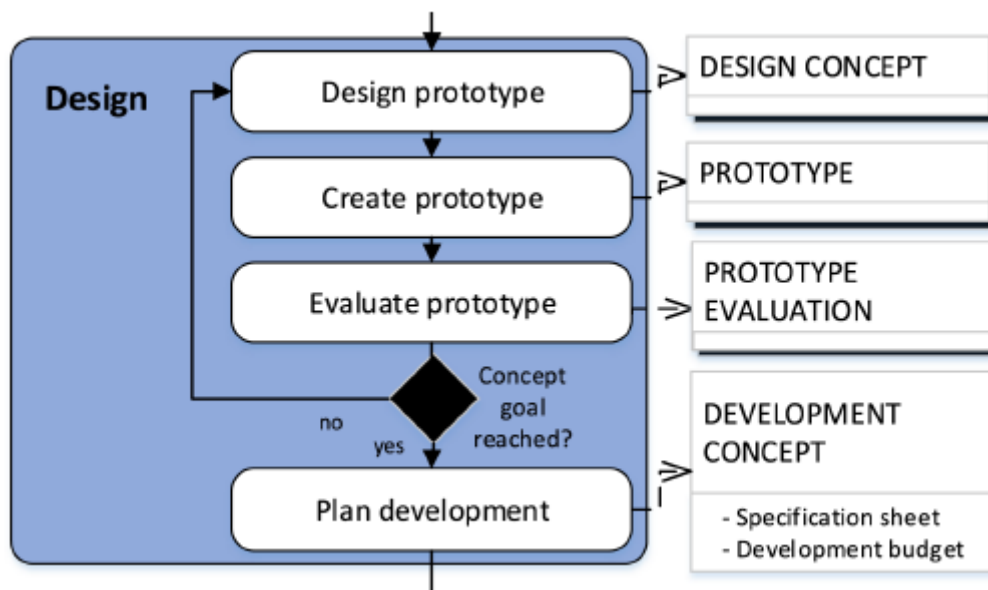 Design
Design prototype
DESIGN CONCEPT
Create prototype
PROTOTYPE
Evaluate prototype
PROTOTYPE
EVALUATION
Concept
goal
reached?
no
yes
Plan development
DEVELOPMENT
CONCEPT
- Specification sheet
- Development budget